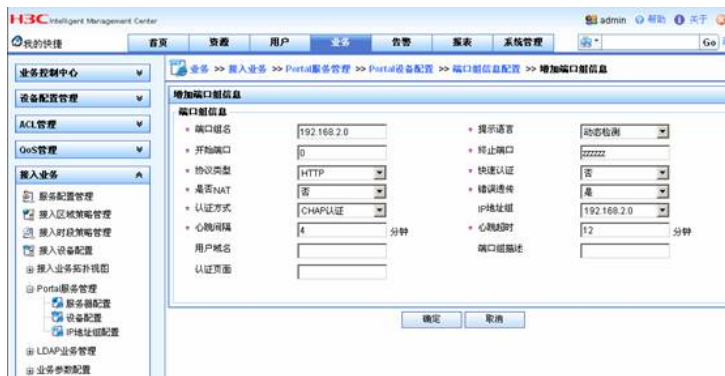 H3C Intelligent Management Center
admin 帮助 关于
我的快捷 首页 资源 用户 业务 告警 报表 系统管理 Go
业务控制中心
设备配置管理
ACL管理
QoS管理
接入业务
服务配置管理
接入区域策略管理
接入时段策略管理
接入设备配置
接入业务拓扑视图
Portal服务管理
服务器配置
设备配置
IP地址组配置
LDAP业务管理
业务参数配置
业务 >> 接入业务 >> Portal服务管理 >> Portal设备配置 >> 端口组信息配置 >> 增加端口组信息
增加端口组信息
端口组信息
* 端口组名 192.168.2.0 * 提示语言 动态检测
* 开始端口 0 * 终止端口 zzzzzz
* 协议类型 HTTP * 快速认证 否
* 是否NAT 否 * 错误透传 是
* 认证方式 CHAP认证 IP地址组 192.168.2.0
* 心跳间隔 4 分钟 * 心跳超时 12 分钟
用户域名 端口组描述
认证页面
确定 取消